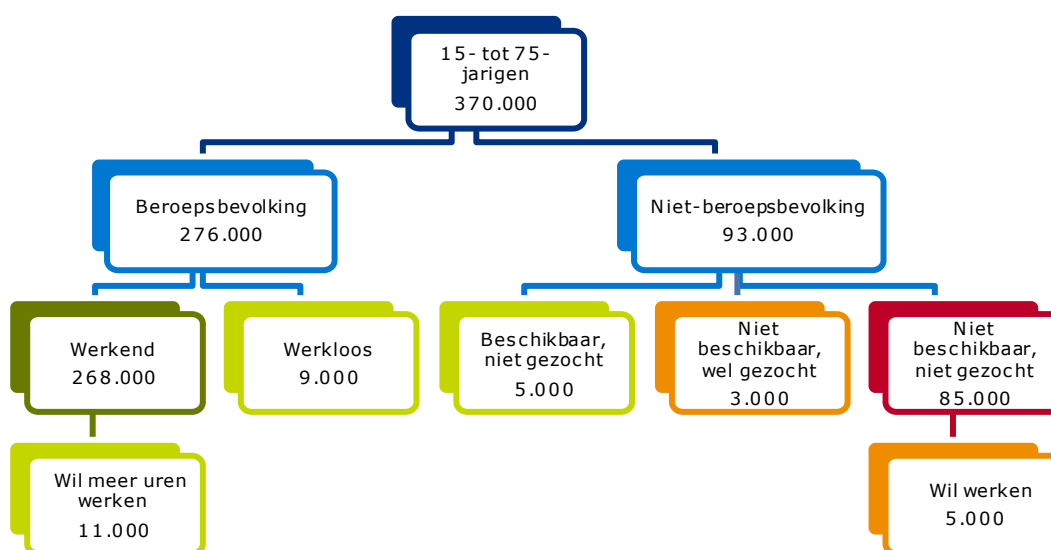 15- tot 75-
jarigen
370.000
Beroepsbevolking
276.000
Niet-beroepsbevolking
93.000
Werkend
268.000
Werkloos
9.000
Beschikbaar,
niet gezocht
5.000
Niet
beschikbaar,
wel gezocht
3.000
Niet
beschikbaar,
niet gezocht
85.000
Wil meer uren
werken
11.000
Wil werken
5.000